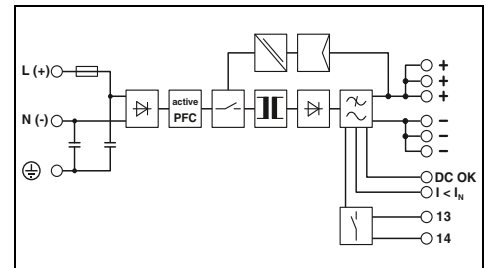 L (+)
+
+
active
PFC
+
N (-)
–
–
–
DC OK
I < IN
13
14